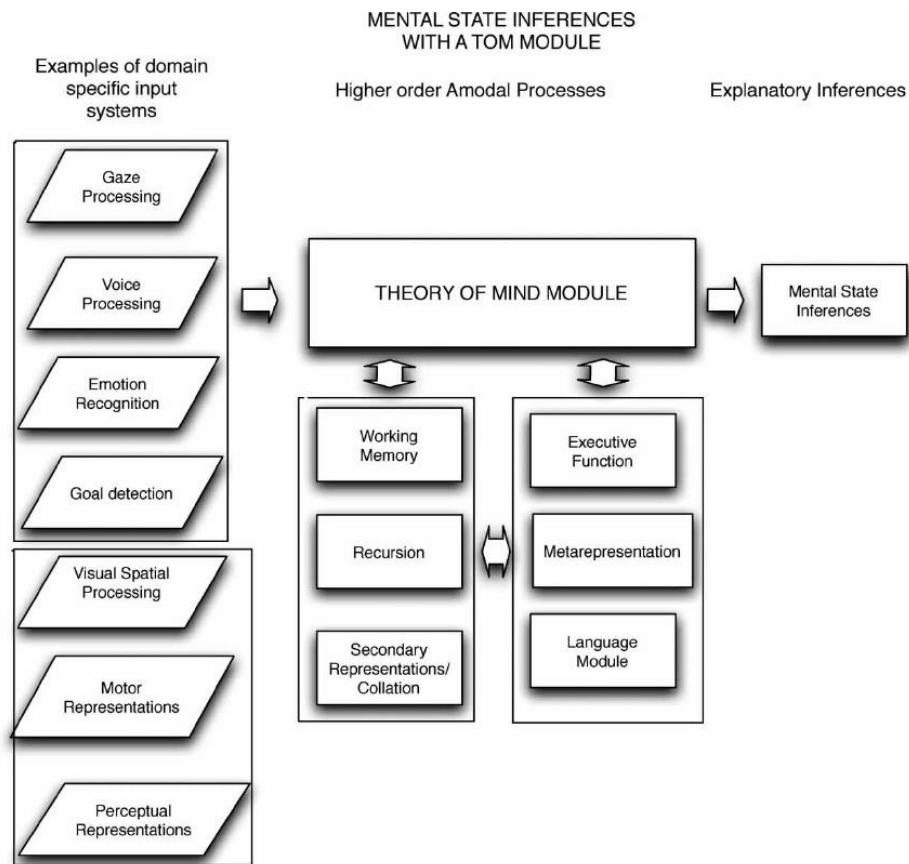 MENTAL STATE INFERENCES
WITH A TOM MODULE
Examples of domain
specific input
systems
Higher order Amodal Processes
Explanatory Inferences
Gaze
Processing
Voice
Processing
Emotion
Recognition
Goal detection
Visual Spatial
Processing
Motor
Representations
Perceptual
Representations
THEORY OF MIND MODULE
Working
Memory
Recursion
Secondary
Representations/
Collation
Executive
Function
Metarepresentation
Language
Module
Mental State
Inferences